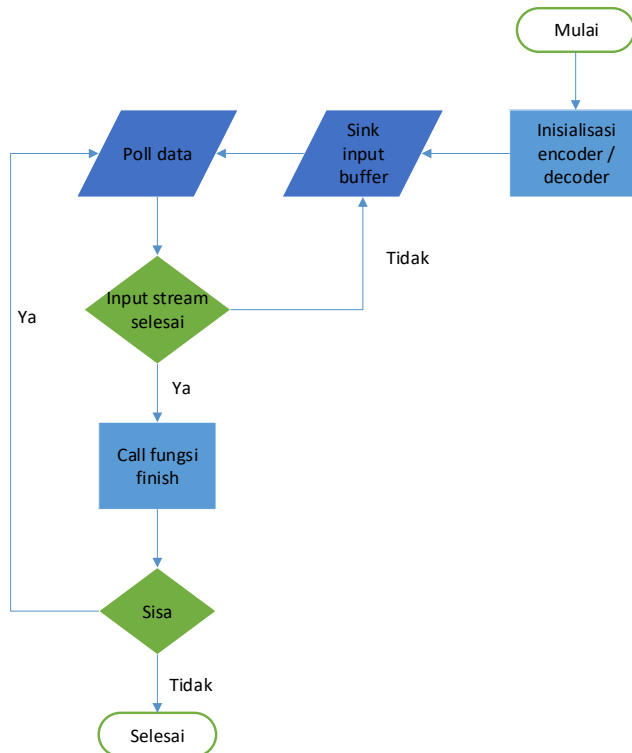 Mulai
Inisialisasi
encoder /
decoder
Sink
input
buffer
Poll data
Tidak
Input stream
selesai
Ya
Ya
Call fungsi
finish
Sisa
Tidak
Selesai